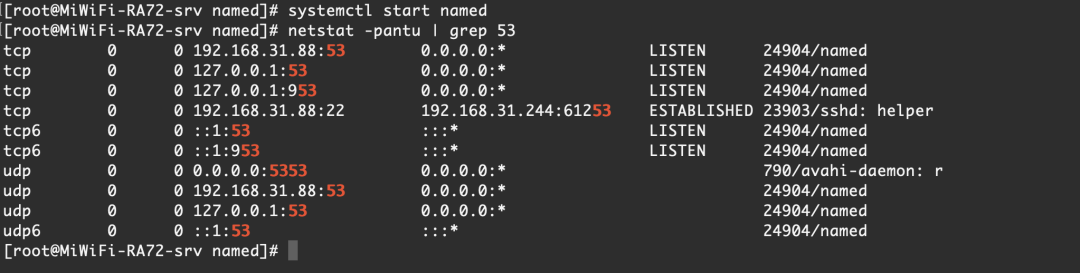 [root@MiWiFi-RA72-srv named]# systemctl start named
[root@MiWiFi-RA72-srv named]# netstat -pantu | grep 53
tcp        0      0 192.168.31.88:53        0.0.0.0:*               LISTEN      24904/named
tcp        0      0 127.0.0.1:53            0.0.0.0:*               LISTEN      24904/named
tcp        0      0 127.0.0.1:953           0.0.0.0:*               LISTEN      24904/named
tcp        0      0 192.168.31.88:22        192.168.31.244:61253    ESTABLISHED 23903/sshd: helper
tcp6       0      0 ::1:53                  :::*                    LISTEN      24904/named
tcp6       0      0 ::1:953                 :::*                    LISTEN      24904/named
udp        0      0 0.0.0.0:5353            0.0.0.0:*                           790/avahi-daemon: r
udp        0      0 192.168.31.88:53        0.0.0.0:*                           24904/named
udp        0      0 127.0.0.1:53            0.0.0.0:*                           24904/named
udp6       0      0 ::1:53                  :::*                                24904/named
[root@MiWiFi-RA72-srv named]#